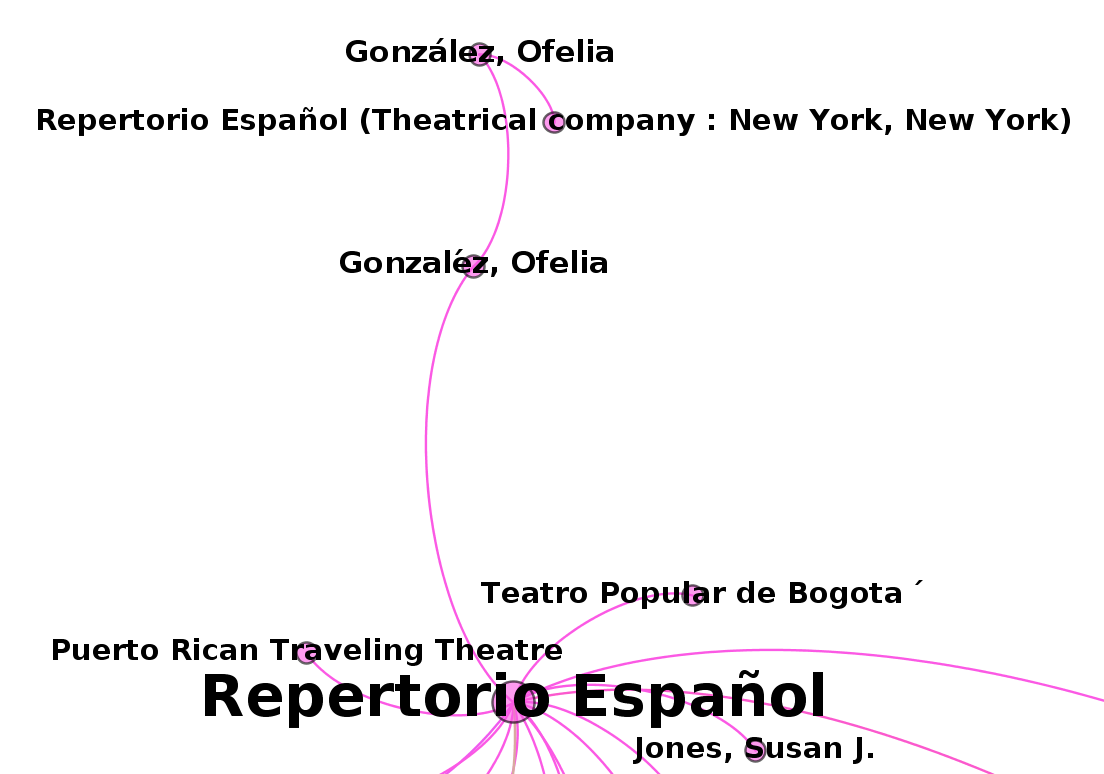 González, Ofelia
Repertorio Español (Theatrical company : New York, New York)
Gonzaléz, Ofelia
Teatro Popular de Bogota ´
Puerto Rican Traveling Theatre
Repertorio Español
Jones, Susan J.